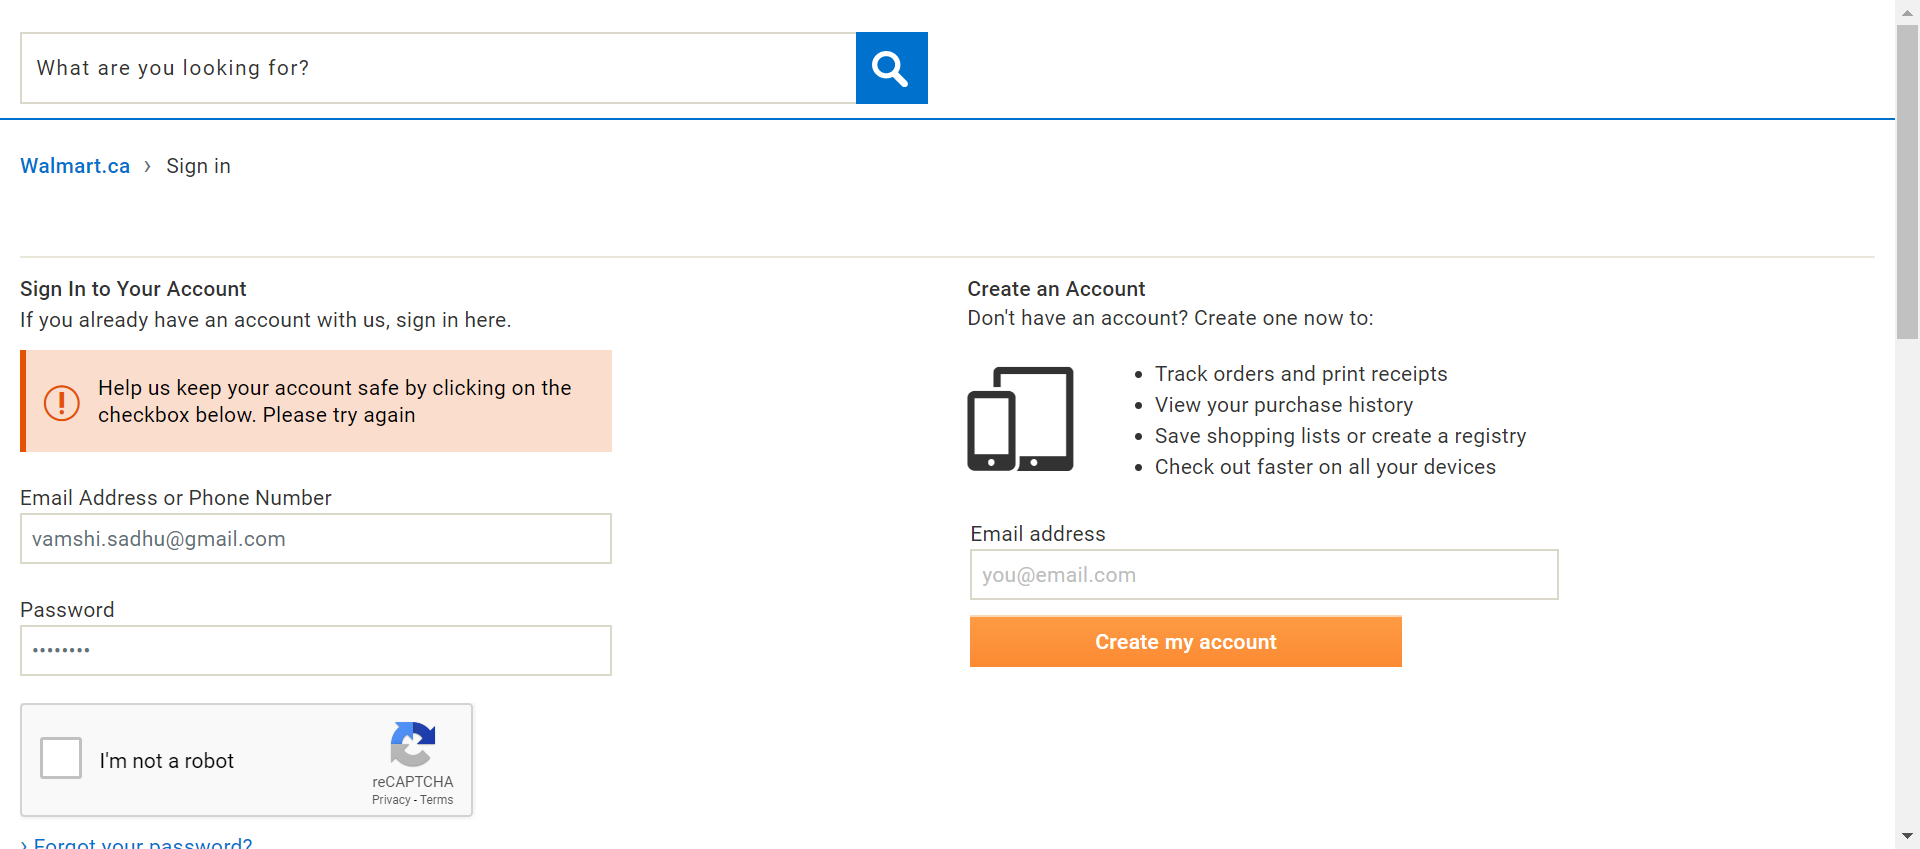 What are you looking for?
Walmart.ca › Sign in
Sign In to Your Account
If you already have an account with us, sign in here.
Help us keep your account safe by clicking on the
checkbox below. Please try again
Email Address or Phone Number
vamshi.sadhu@gmail.com
Password
••••••••
I'm not a robot
reCAPTCHA
Privacy - Terms
› Forgot your password?
Create an Account
Don't have an account? Create one now to:
• Track orders and print receipts
• View your purchase history
• Save shopping lists or create a registry
• Check out faster on all your devices
Email address
you@email.com
Create my account